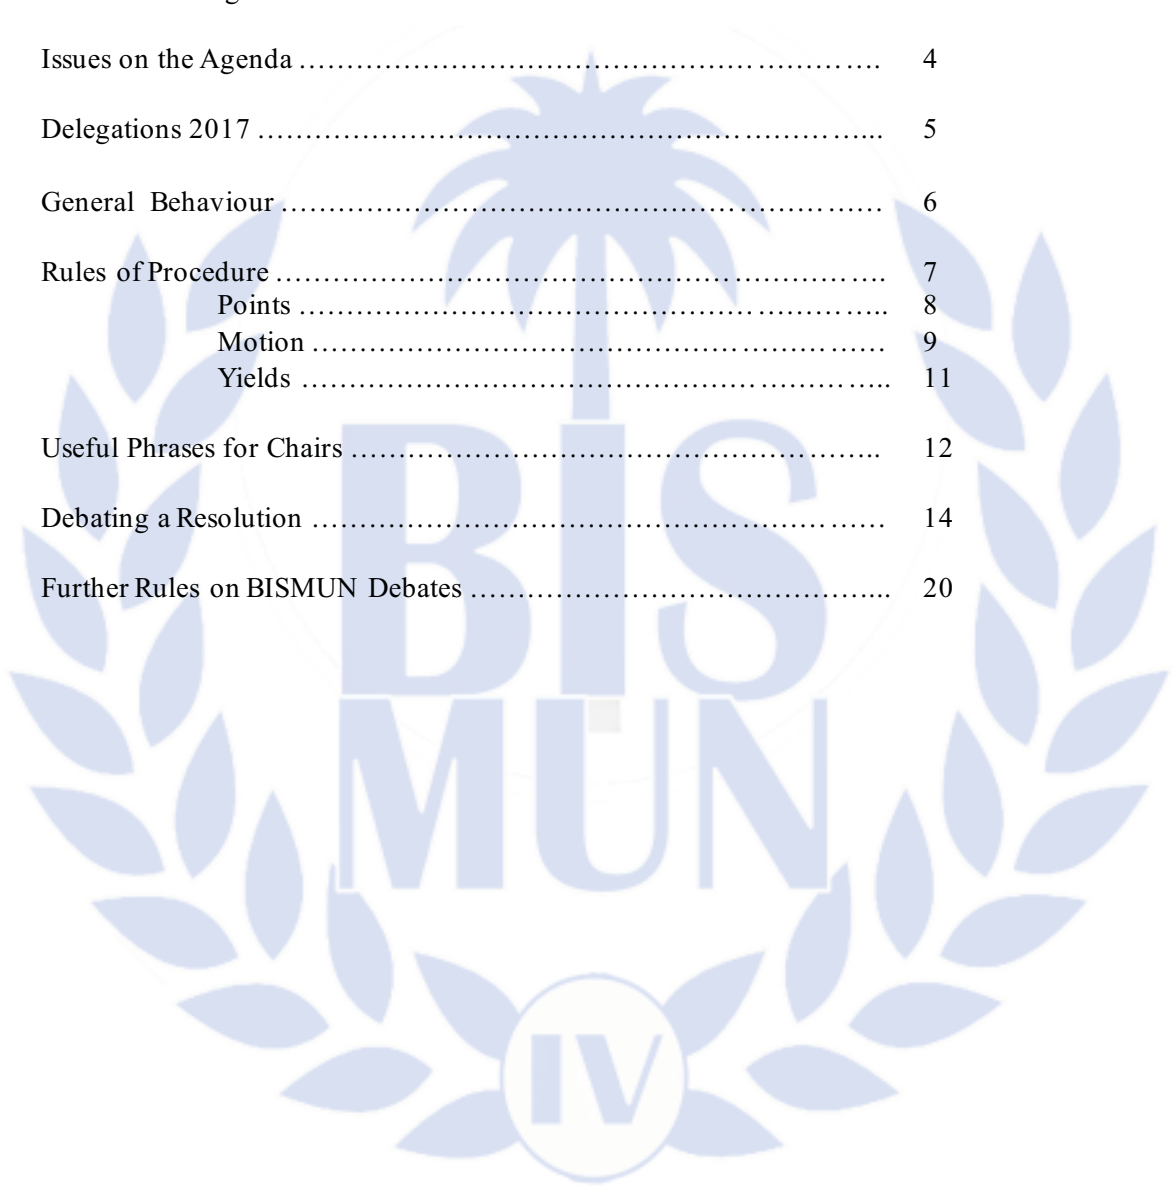 Issues on the Agenda …………………………………………………………. 4
Delegations 2017 …………………………………………………………... 5
General Behaviour ………………………………………………………… 6
Rules of Procedure …………………………………………………………. 7
Points ………………………………………………………….. 8
Motion ………………………………………………………… 9
Yields ………………………………………………………….. 11
Useful Phrases for Chairs ………………………………………………….. 12
Debating a Resolution ……………………………………………………… 14
Further Rules on BISMUN Debates ……………………………………... 20
BIS
MUN
IV